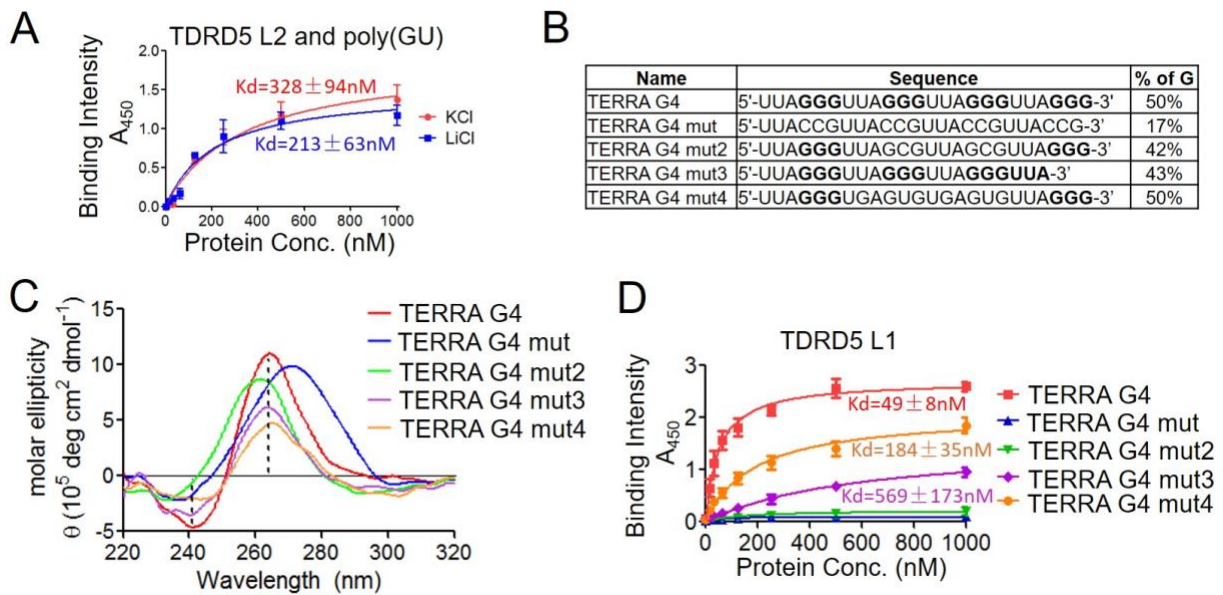 A
TDRD5 L2 and poly(GU)
Binding Intensity
A450
2.0
1.5
1.0
0.5
0.0
0 200 400 600 800 1000
Protein Conc. (nM)
Kd=328±94nM
Kd=213±63nM
KCl
LiCl
B
Name Sequence % of G
TERRA G4 5'-UUAGGGUUAGGGUUAGGGUUAGGG-3' 50%
TERRA G4 mut 5'-UUACCGUUACCGUUACCGUUACCG-3' 17%
TERRA G4 mut2 5'-UUAGGGUUAGCGUUAGCGUUAGGG-3' 42%
TERRA G4 mut3 5'-UUAGGGUUAGGGUUAGGGUUA-3' 43%
TERRA G4 mut4 5'-UUAGGGUGAGUGUGAGUGUUAGGG-3' 50%
C
molar ellipticity
θ (10⁵ deg cm² dmol⁻¹)
15
10
5
0
-5
220 240 260 280 300 320
Wavelength (nm)
TERRA G4
TERRA G4 mut
TERRA G4 mut2
TERRA G4 mut3
TERRA G4 mut4
D
TDRD5 L1
Binding Intensity
A450
3
2
1
0
0 200 400 600 800 1000
Protein Conc. (nM)
Kd=49±8nM
Kd=184±35nM
Kd=569±173nM
TERRA G4
TERRA G4 mut
TERRA G4 mut2
TERRA G4 mut3
TERRA G4 mut4